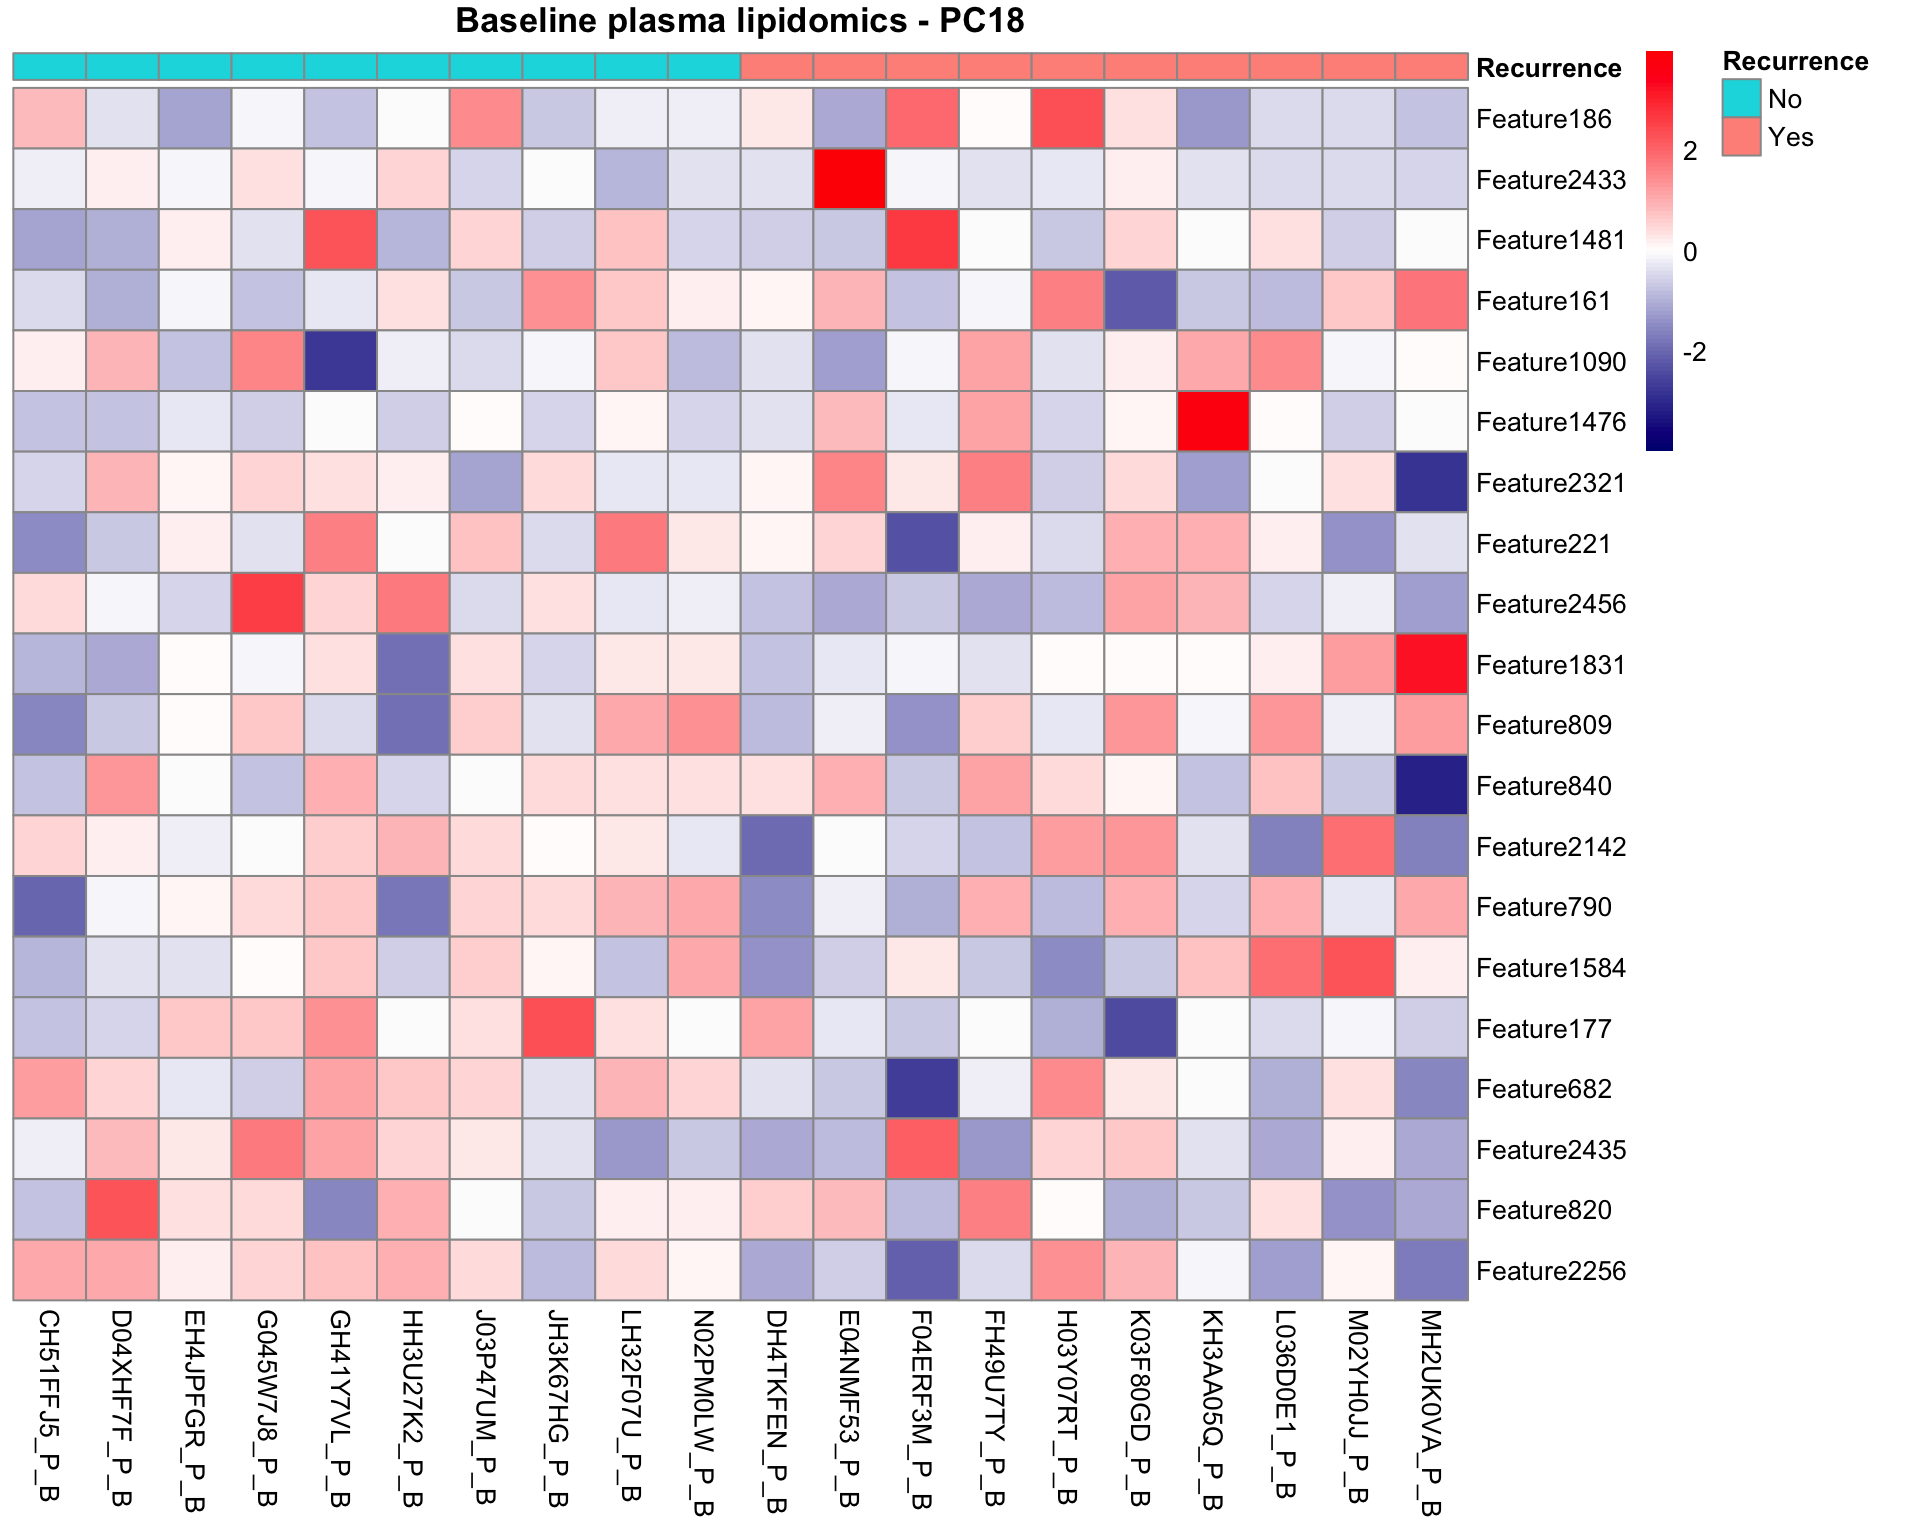 Baseline plasma lipidomics - PC18
Recurrence
Feature186
Feature2433
Feature1481
Feature161
Feature1090
Feature1476
Feature2321
Feature221
Feature2456
Feature1831
Feature809
Feature840
Feature2142
Feature790
Feature1584
Feature177
Feature682
Feature2435
Feature820
Feature2256
CH51FFJ5_P_B
D04XHF7F_P_B
EH4JPFGR_P_B
G045W7J8_P_B
GH41Y7VL_P_B
HH3U27K2_P_B
J03P47UM_P_B
JH3K67HG_P_B
LH32F07U_P_B
N02PM0LW_P_B
DH4TKFEN_P_B
E04NMF53_P_B
F04ERF3M_P_B
FH49U7TY_P_B
H03Y07RT_P_B
K03F80GD_P_B
KH3AA05Q_P_B
L036D0E1_P_B
M02YH0JJ_P_B
MH2UK0VA_P_B
2
0
-2
Recurrence
No
Yes